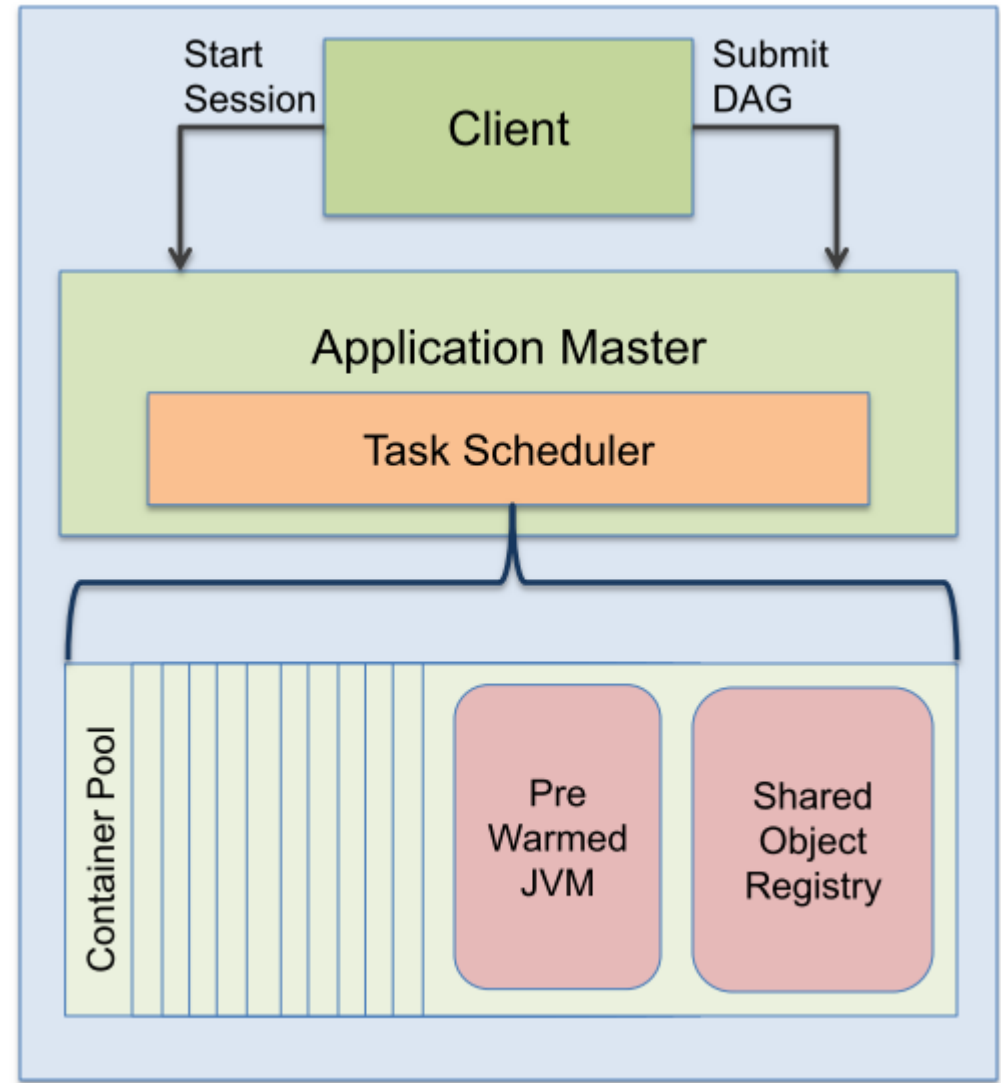 Start
Session
Client
Submit
DAG
Application Master
Task Scheduler
Container Pool
Pre
Warmed
JVM
Shared
Object
Registry